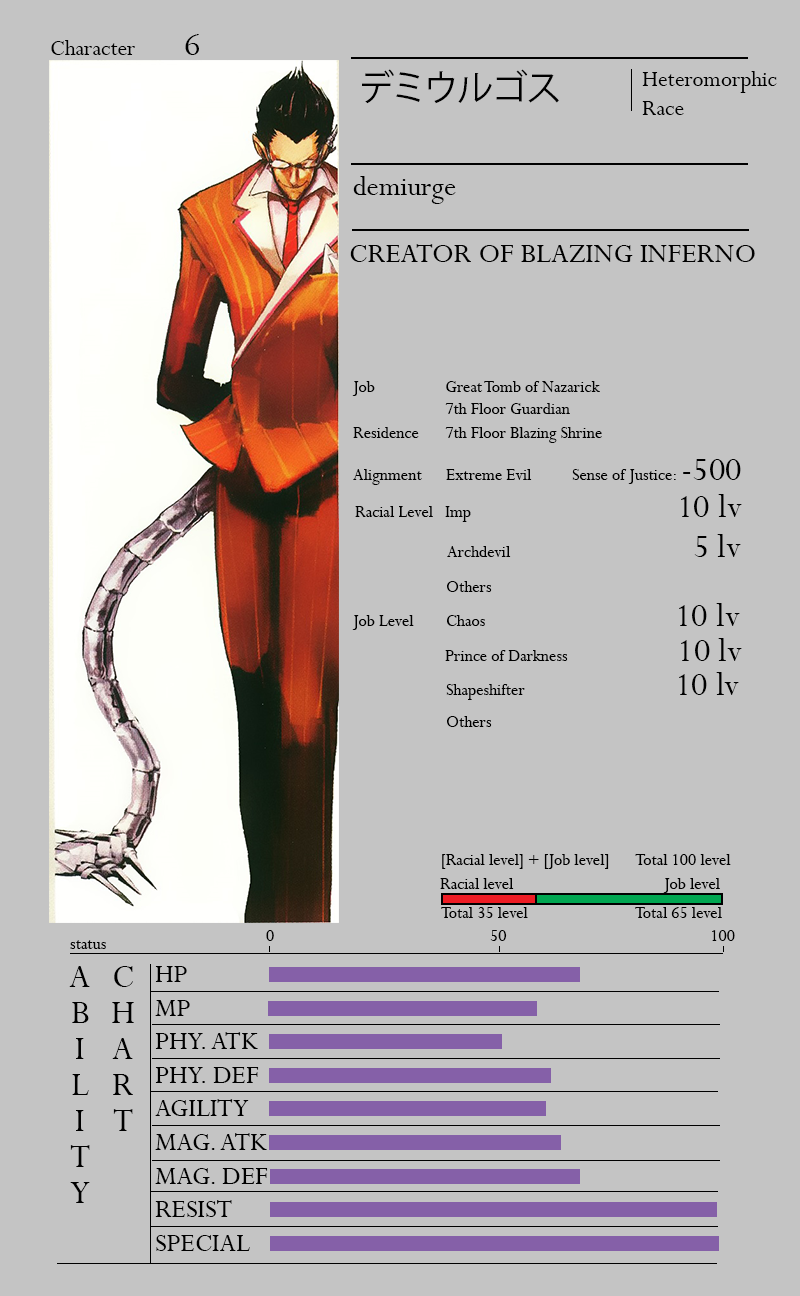 Character 6
デミウルゴス
Heteromorphic
Race
demiurge
CREATOR OF BLAZING INFERNO
Job Great Tomb of Nazarick
7th Floor Guardian
Residence 7th Floor Blazing Shrine
Alignment Extreme Evil Sense of Justice: -500
Racial Level Imp 10 lv
Archdevil 5 lv
Others
Job Level Chaos 10 lv
Prince of Darkness 10 lv
Shapeshifter 10 lv
Others
[Racial level] + [Job level] Total 100 level
Racial level Job level
Total 35 level Total 65 level
status 0 50 100
ABILITY CHART
HP
MP
PHY. ATK
PHY. DEF
AGILITY
MAG. ATK
MAG. DEF
RESIST
SPECIAL